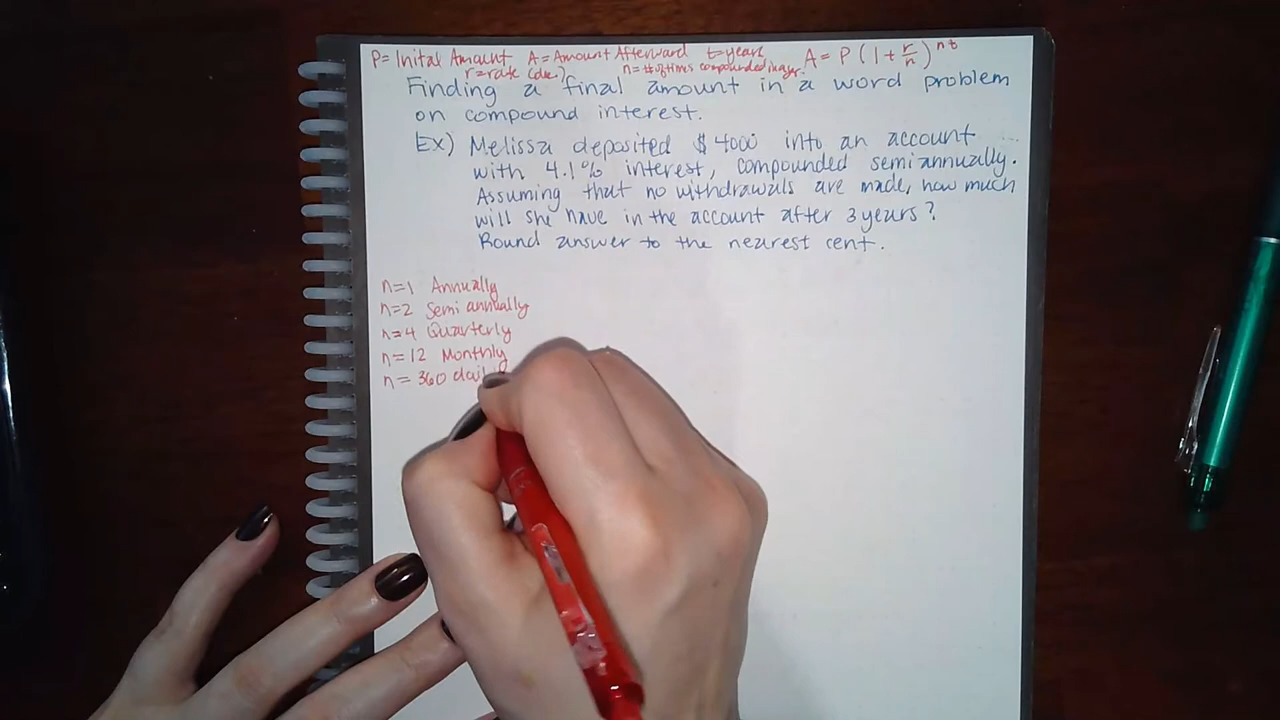 P= Inital Amount A= Amount Afterward t=years A = P(1+r/n)^nt
r=rate (dec) n=# of times compounded in a yr.
Finding a final amount in a word problem
on compound interest.
Ex) Melissa deposited $4000 into an account
with 4.1% interest, compounded semiannually.
Assuming that no withdrawals are made, how much
will she have in the account after 3 years?
Round answer to the nearest cent.
n=1 Annually
n=2 Semi annually
n=4 Quarterly
n=12 Monthly
n=360 dail